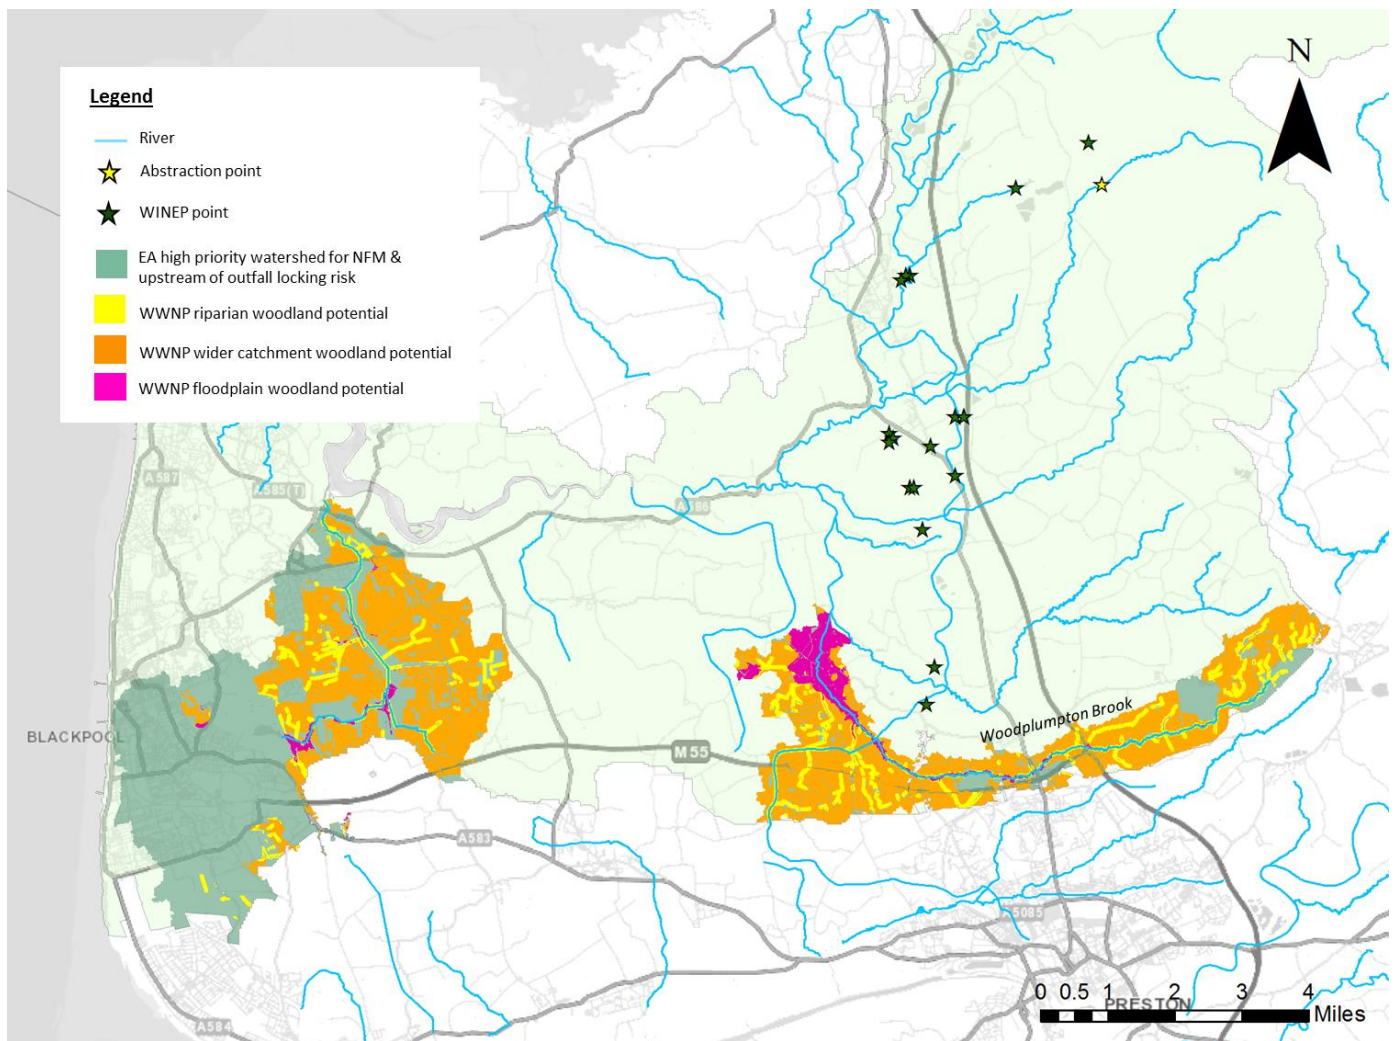 N
Legend
River
Abstraction point
WINEP point
EA high priority watershed for NFM &
upstream of outfall locking risk
WWNP riparian woodland potential
WWNP wider catchment woodland potential
WWNP floodplain woodland potential
A587
A585(T)
A586
Woodplumpton Brook
BLACKPOOL
M55
A583
A5085
0 0.5 1 2 3 4
Miles
PRESTON
A584